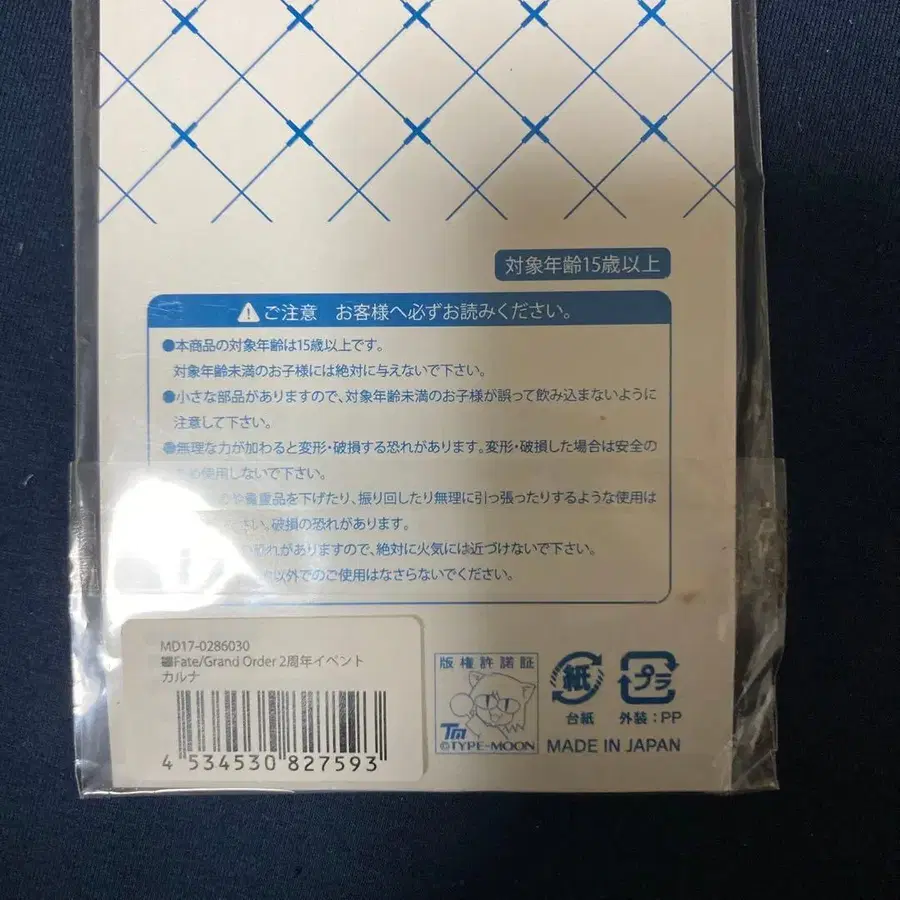 対象年齢15歳以上
ご注意 お客様へ必ずお読みください。
●本商品の対象年齢は15歳以上です。
対象年齢未満のお子様には絶対に与えないで下さい。
●小さな部品がありますので、対象年齢未満のお子様が誤って飲み込まないように
注意して下さい。
●無理な力が加わると変形・破損する恐れがあります。変形・破損した場合は安全の
め使用しないで下さい。
や貴重品を下げたり、振り回したり無理に引っ張ったりするような使用は
さい。破損の恐れがあります。
恐れがありますので、絶対に火気には近づけないで下さい。
以外でのご使用はなさらないでください。
MD17-0286030
Fate/Grand Order 2周年イベント
カルナ
4 534530 827593
版権許諾証
TM
©TYPE-MOON
紙
台紙
プラ
外装:PP
MADE IN JAPAN